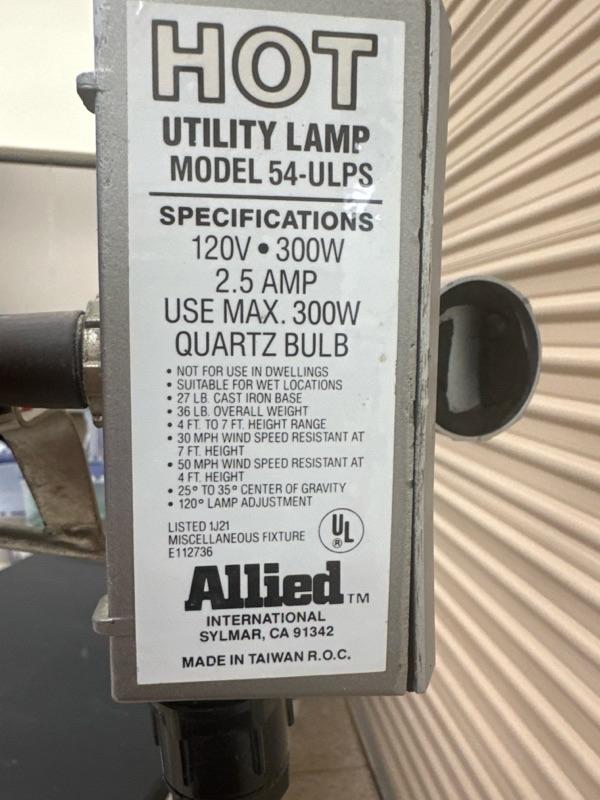 HOT
UTILITY LAMP
MODEL 54-ULPS
SPECIFICATIONS
120V • 300W
2.5 AMP
USE MAX. 300W
QUARTZ BULB
• NOT FOR USE IN DWELLINGS
• SUITABLE FOR WET LOCATIONS
• 27 LB. CAST IRON BASE
• 36 LB. OVERALL WEIGHT
• 4 FT. TO 7 FT. HEIGHT RANGE
• 30 MPH WIND SPEED RESISTANT AT
7 FT. HEIGHT
• 50 MPH WIND SPEED RESISTANT AT
4 FT. HEIGHT
• 25° TO 35° CENTER OF GRAVITY
• 120° LAMP ADJUSTMENT
LISTED 1J21
MISCELLANEOUS FIXTURE
E112736
UL
®
Allied TM
INTERNATIONAL
SYLMAR, CA 91342
MADE IN TAIWAN R.O.C.